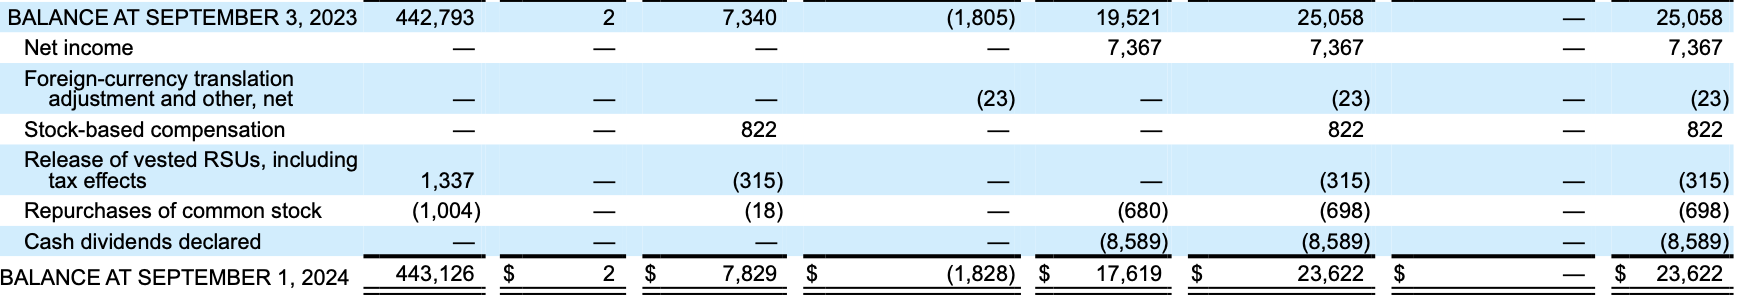 BALANCE AT SEPTEMBER 3, 2023 442,793 2 7,340 (1,805) 19,521 25,058 — 25,058
Net income — — — — 7,367 7,367 — 7,367
Foreign-currency translation
adjustment and other, net — — — (23) — (23) — (23)
Stock-based compensation — — 822 — — 822 — 822
Release of vested RSUs, including
tax effects 1,337 — (315) — — (315) — (315)
Repurchases of common stock (1,004) — (18) — (680) (698) — (698)
Cash dividends declared — — — — (8,589) (8,589) — (8,589)
BALANCE AT SEPTEMBER 1, 2024 443,126 $ 2 $ 7,829 $ (1,828) $ 17,619 $ 23,622 $ — $ 23,622